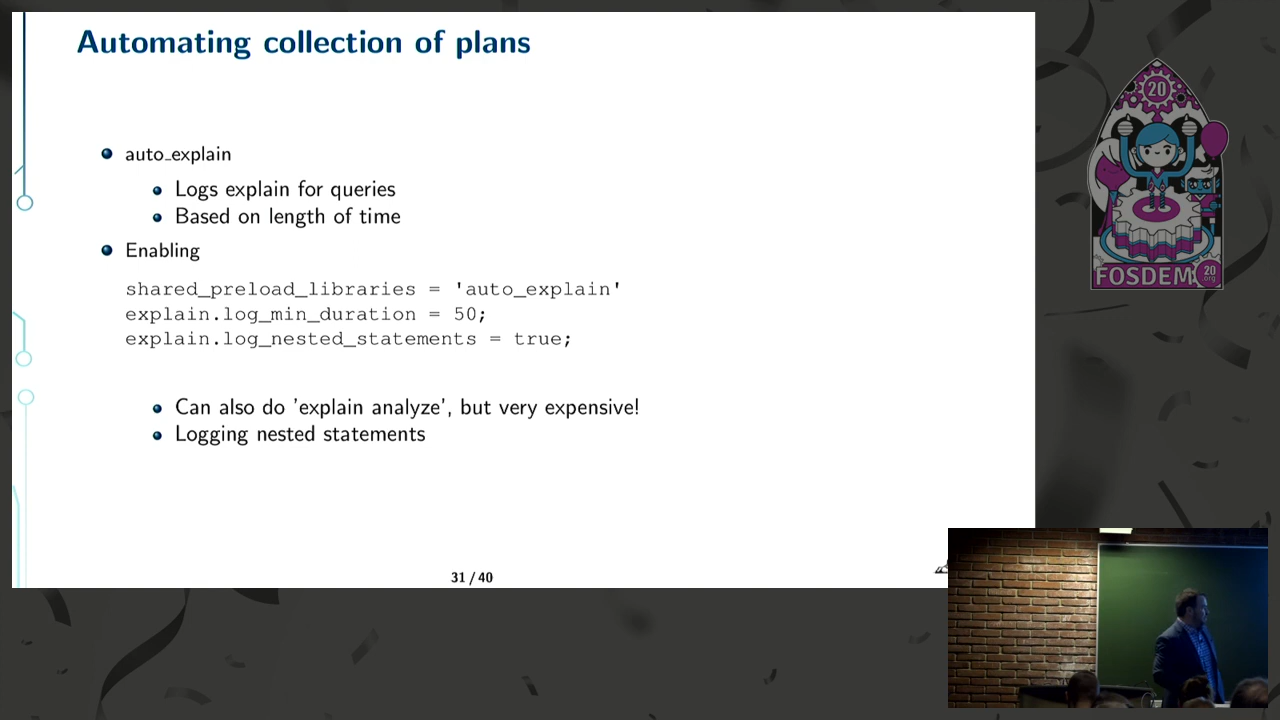 Automating collection of plans
auto_explain
Logs explain for queries
Based on length of time
Enabling
shared_preload_libraries = 'auto_explain'
explain.log_min_duration = 50;
explain.log_nested_statements = true;
Can also do 'explain analyze', but very expensive!
Logging nested statements
31 / 40
20
FOSDEM
20
.org